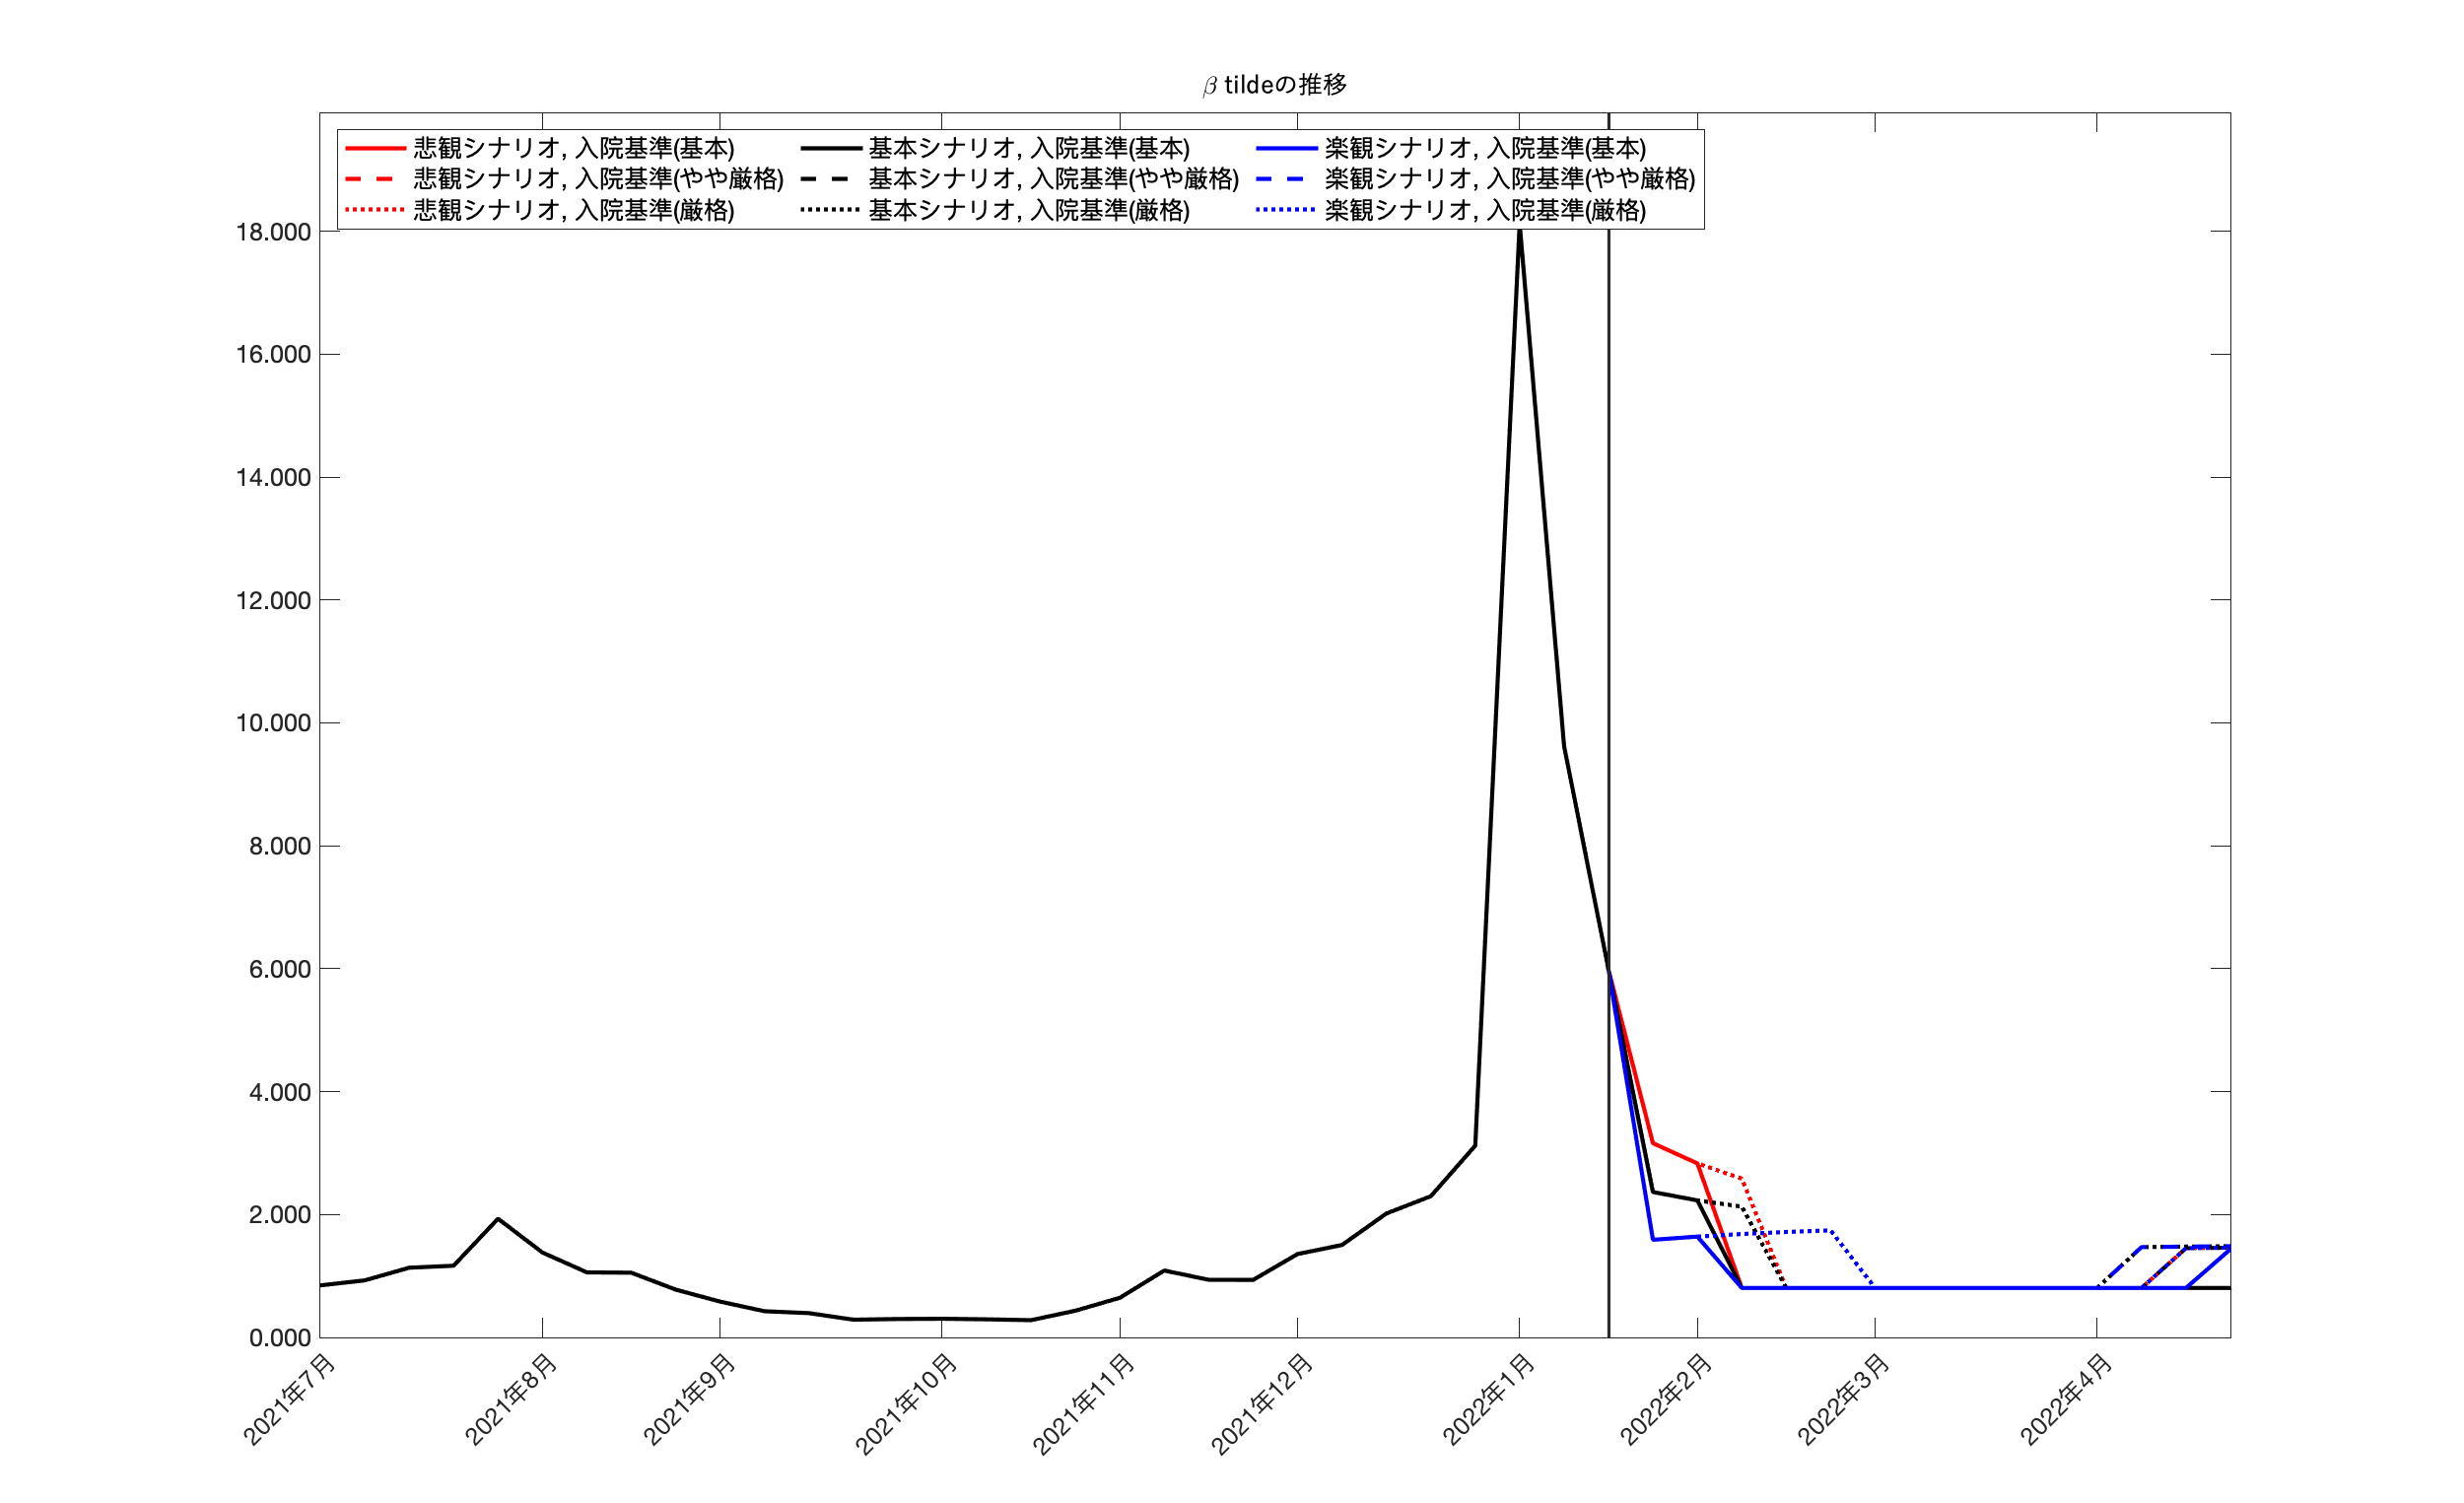 β tildeの推移
悲観シナリオ, 入院基準(基本)
悲観シナリオ, 入院基準(やや厳格)
悲観シナリオ, 入院基準(厳格)
基本シナリオ, 入院基準(基本)
基本シナリオ, 入院基準(やや厳格)
基本シナリオ, 入院基準(厳格)
楽観シナリオ, 入院基準(基本)
楽観シナリオ, 入院基準(やや厳格)
楽観シナリオ, 入院基準(厳格)
18.000
16.000
14.000
12.000
10.000
8.000
6.000
4.000
2.000
0.000
2021年7月
2021年8月
2021年9月
2021年10月
2021年11月
2021年12月
2022年1月
2022年2月
2022年3月
2022年4月